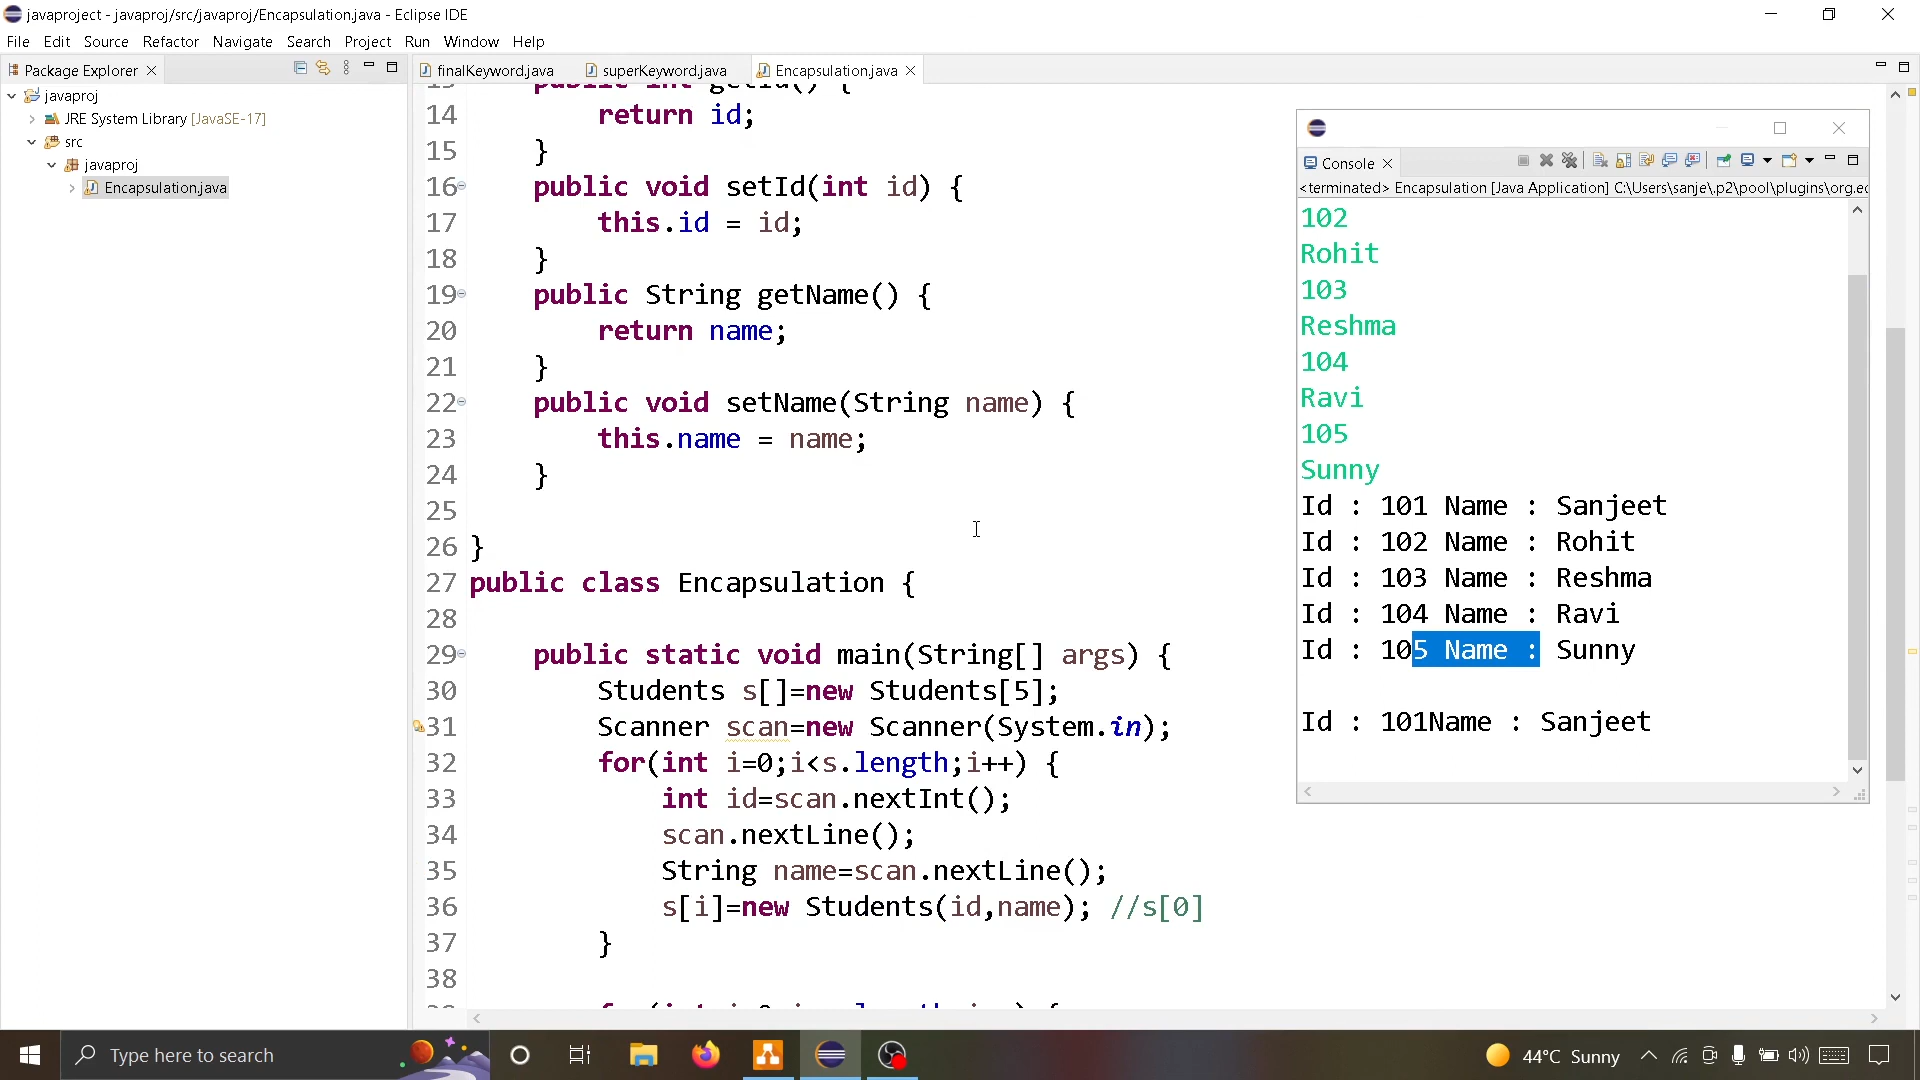 javaproject - javaproj/src/javaproj/Encapsulation.java - Eclipse IDE
File Edit Source Refactor Navigate Search Project Run Window Help
Package Explorer
javaproj
JRE System Library [JavaSE-17]
src
javaproj
Encapsulation.java
finalKeyword.java superKeyword.java Encapsulation.java
public int getId() {
14 return id;
15 }
16 public void setId(int id) {
17 this.id = id;
18 }
19 public String getName() {
20 return name;
21 }
22 public void setName(String name) {
23 this.name = name;
24 }
25
26 }
27 public class Encapsulation {
28
29 public static void main(String[] args) {
30 Students s[]=new Students[5];
31 Scanner scan=new Scanner(System.in);
32 for(int i=0;i<s.length;i++) {
33 int id=scan.nextInt();
34 scan.nextLine();
35 String name=scan.nextLine();
36 s[i]=new Students(id,name); //s[0]
37 }
38
Console
<terminated> Encapsulation [Java Application] C:\Users\sanje\.p2\pool\plugins\org.ec
102
Rohit
103
Reshma
104
Ravi
105
Sunny
Id : 101 Name : Sanjeet
Id : 102 Name : Rohit
Id : 103 Name : Reshma
Id : 104 Name : Ravi
Id : 105 Name : Sunny
Id : 101Name : Sanjeet
Type here to search
44°C Sunny